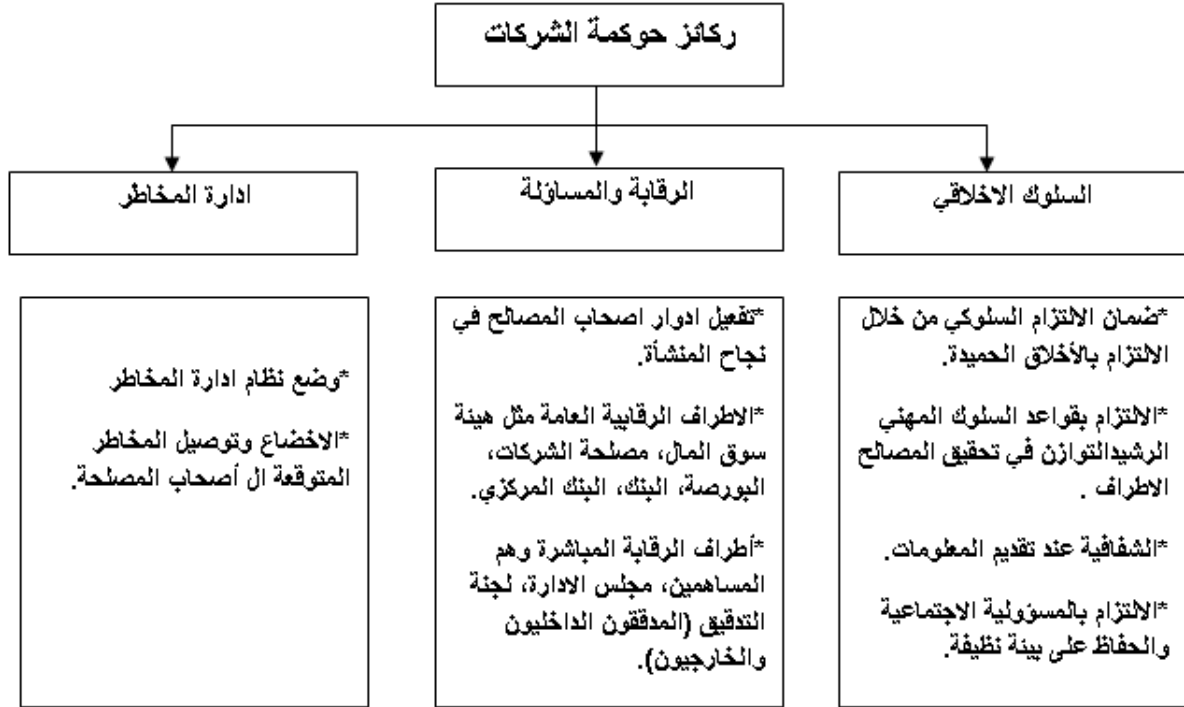 ركائز حوكمة الشركات
السلوك الاخلاقي
*ضمان الالتزام السلوكي من خلال
الالتزام بالأخلاق الحميدة.
*الالتزام بقواعد السلوك المهني
الرشيدالتوازن في تحقيق المصالح
الاطراف .
*الشفافية عند تقديم المعلومات.
*الالتزام بالمسؤولية الاجتماعية
والحفاظ على بيئة نظيفة.
الرقابة والمساؤلة
*تفعيل ادوار اصحاب المصالح في
نجاح المنشأة.
*الاطراف الرقابية العامة مثل هيئة
سوق المال، مصلحة الشركات،
البورصة، البنك، البنك المركزي.
*أطراف الرقابة المباشرة وهم
المساهمين، مجلس الادارة، لجنة
التدقيق (المدققون الداخليون
والخارجيون).
ادارة المخاطر
*وضع نظام ادارة المخاطر
*الاخضاع وتوصيل المخاطر
المتوقعة ال أصحاب المصلحة.